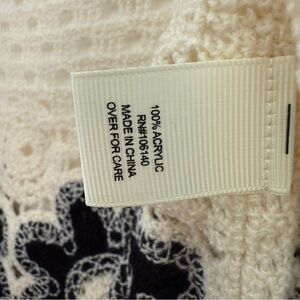 100% ACRYLIC
RN#106140
MADE IN CHINA
OVER FOR CARE